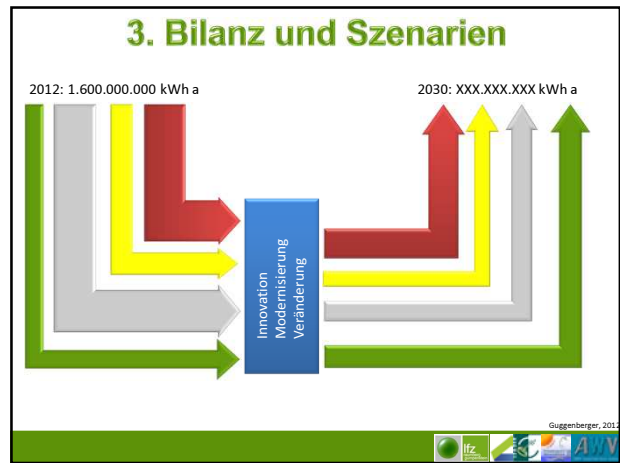 3. Bilanz und Szenarien
2012: 1.600.000.000 kWh a
2030: XXX.XXX.XXX kWh a
Innovation
Modernisierung
Veränderung
Guggenberger, 2012
lfz
AWV